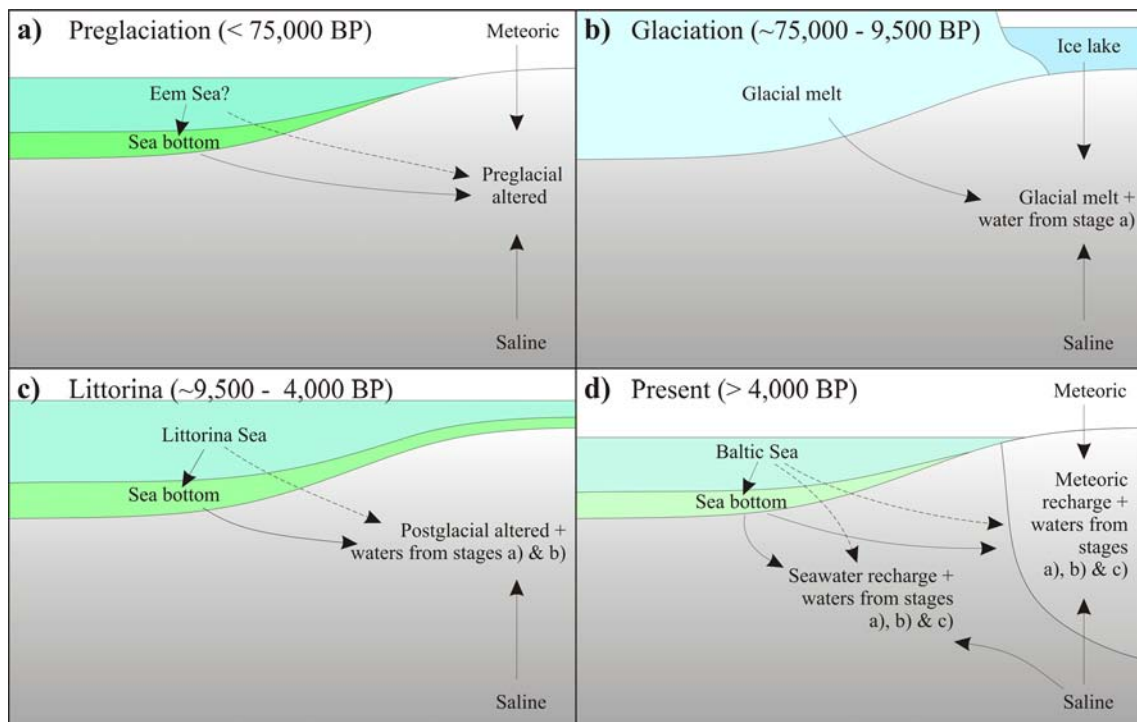 a) Preglaciation (< 75,000 BP)
Meteoric
Eem Sea?
Sea bottom
Preglacial
altered
Saline
b) Glaciation (~75,000 - 9,500 BP)
Ice lake
Glacial melt
Glacial melt +
water from stage a)
Saline
c) Littorina (~9,500 - 4,000 BP)
Littorina Sea
Sea bottom
Postglacial altered +
waters from stages a) & b)
Saline
d) Present (> 4,000 BP)
Meteoric
Baltic Sea
Sea bottom
Meteoric
recharge +
waters from
stages
a), b) & c)
Seawater recharge +
waters from stages
a), b) & c)
Saline